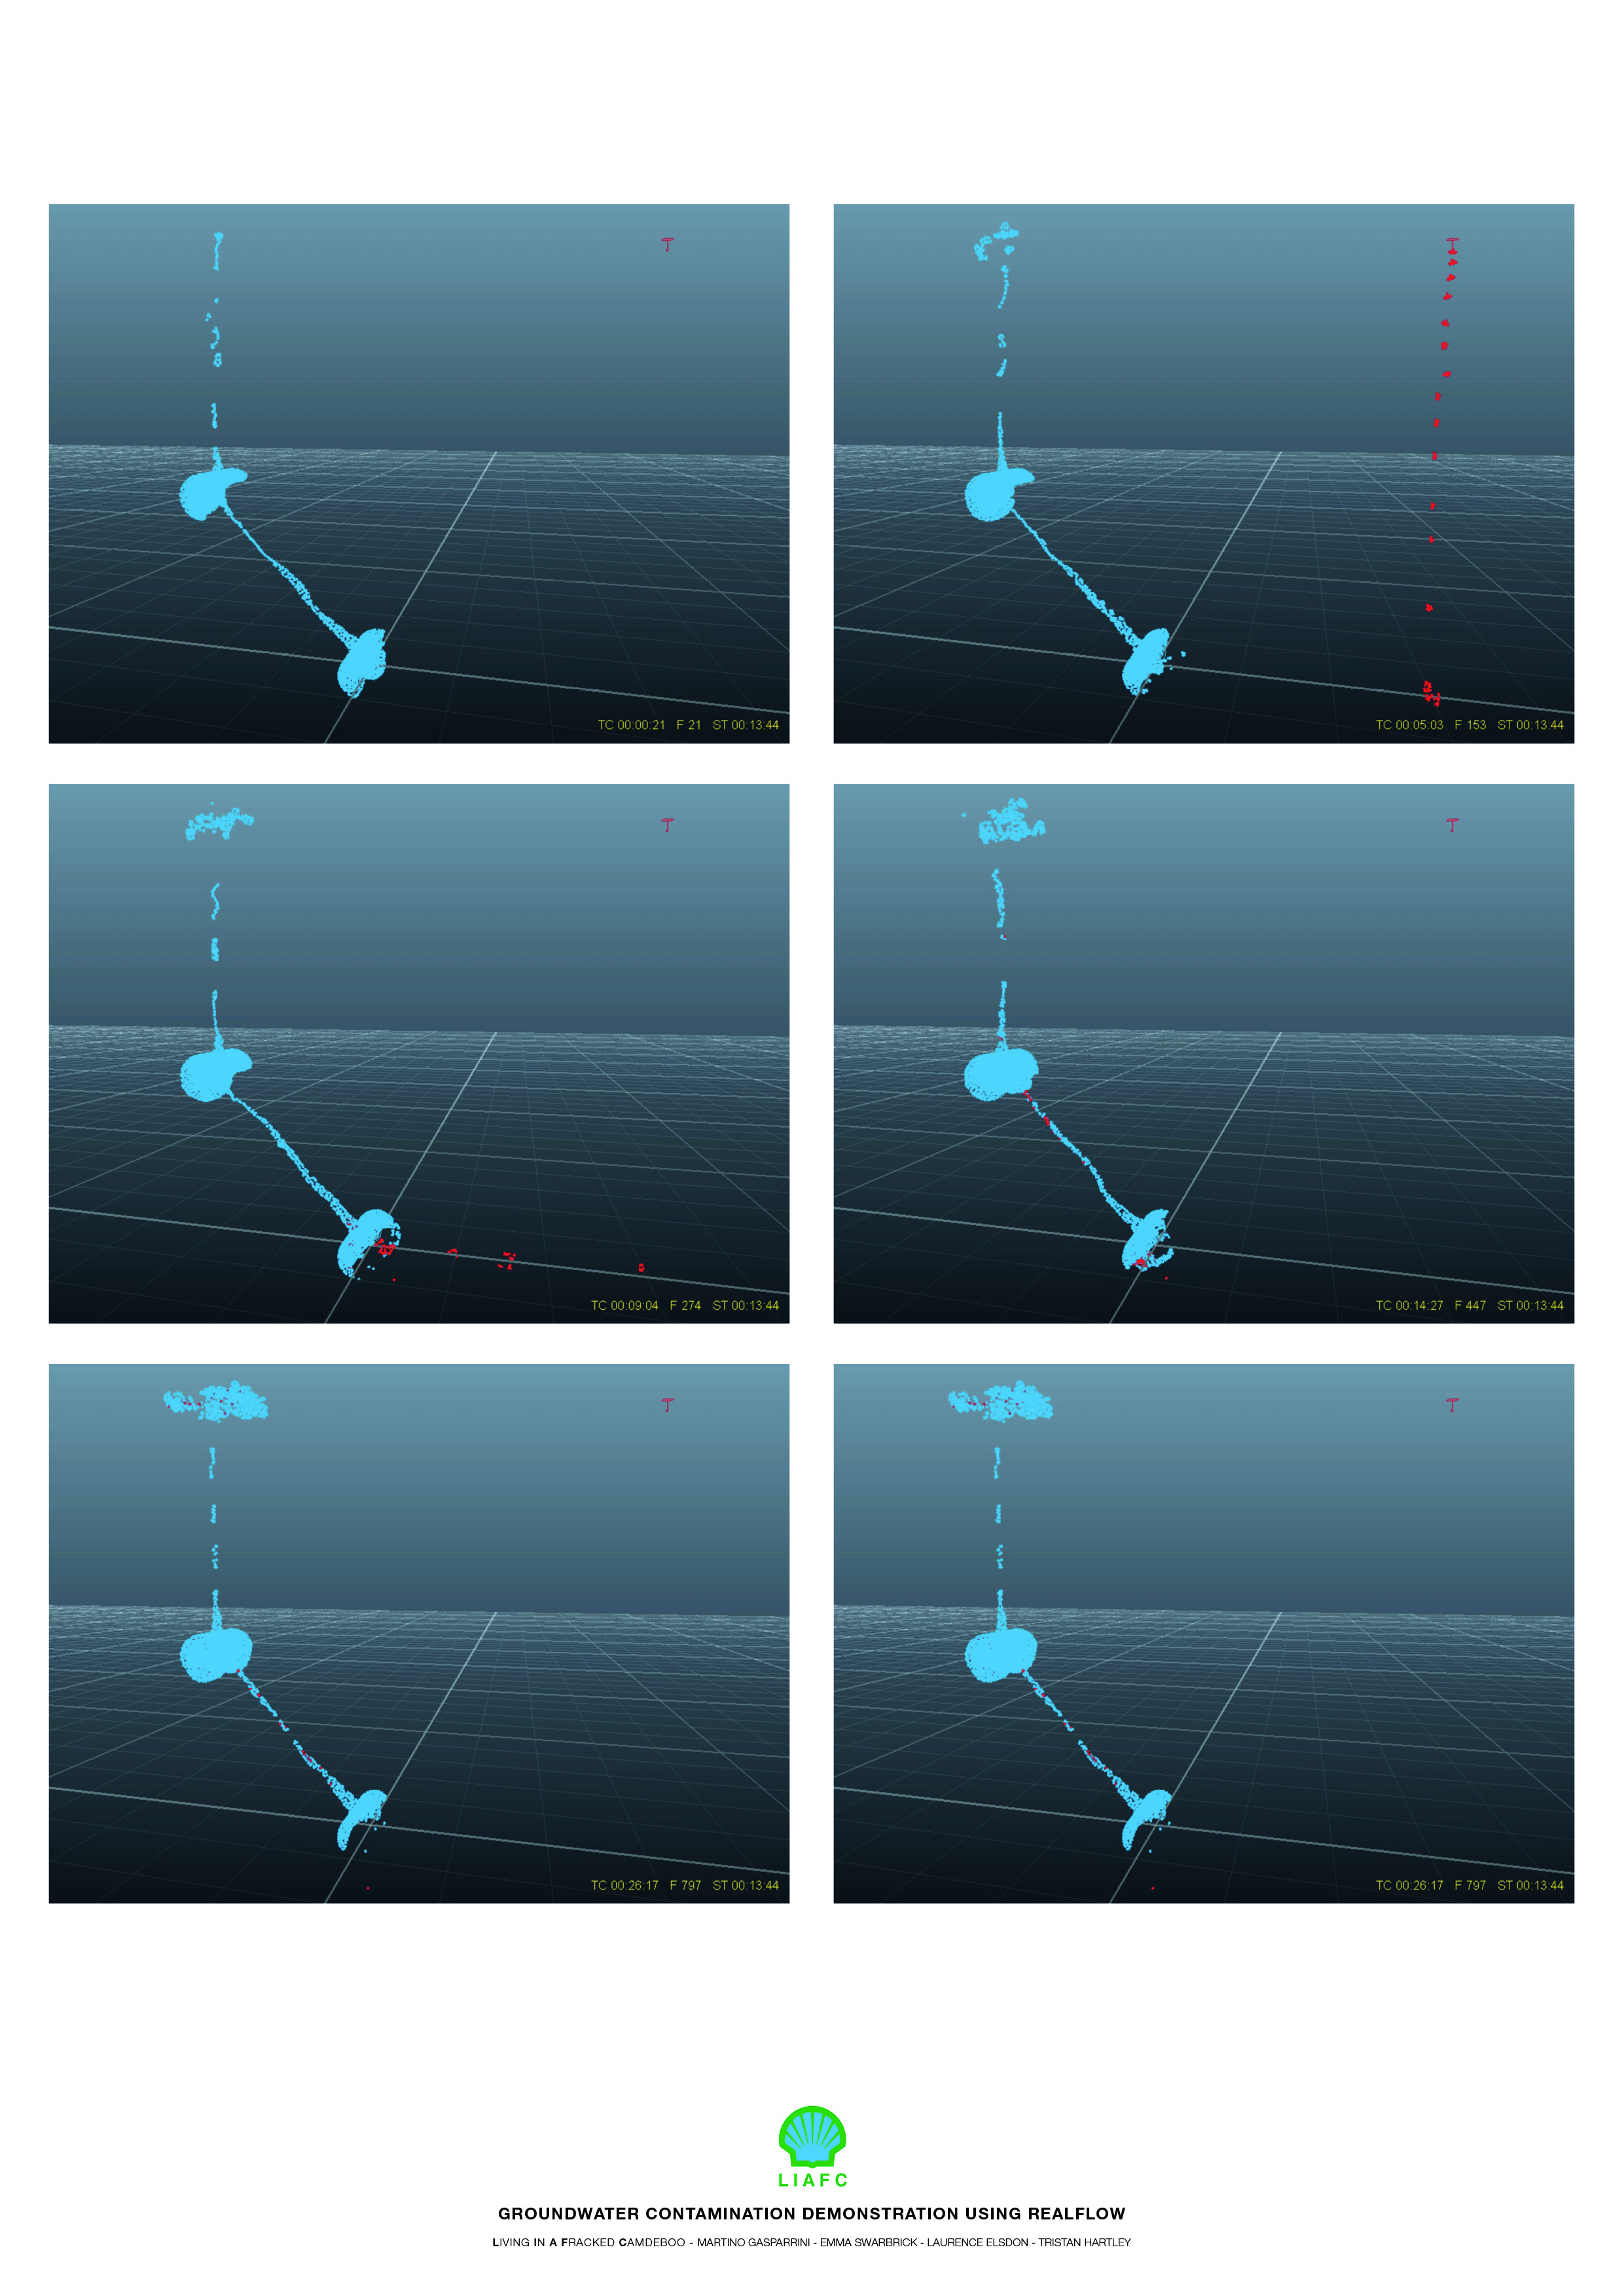 TC 00:00:21 F 21 ST 00:13:44
TC 00:05:03 F 153 ST 00:13:44
TC 00:09:04 F 274 ST 00:13:44
TC 00:14:27 F 447 ST 00:13:44
TC 00:26:17 F 797 ST 00:13:44
TC 00:26:17 F 797 ST 00:13:44
LIAFC
GROUNDWATER CONTAMINATION DEMONSTRATION USING REALFLOW
LIVING IN A FRACKED CAMDEBOO - MARTINO GASPARRINI - EMMA SWARBRICK - LAURENCE ELSDON - TRISTAN HARTLEY